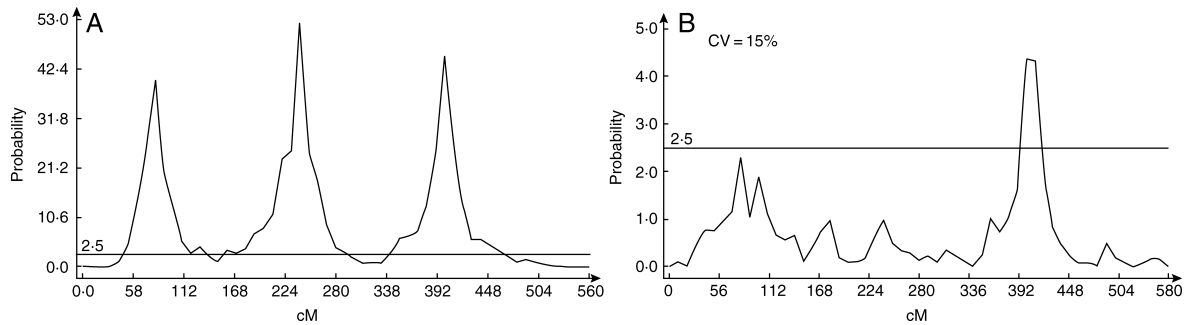 A
53·0
42·4
31·8
21·2
10·6
0·0
Probability
2·5
0·0 58 112 168 224 280 338 392 448 504 560
cM
B
CV = 15%
5·0
4·0
3·0
2·0
1·0
0·0
Probability
2·5
0 56 112 168 224 280 336 392 448 504 580
cM